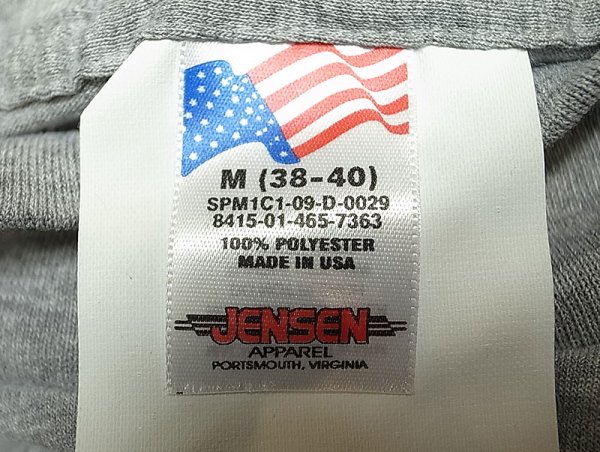 M (38-40)
SPM1C1-09-D-0029
8415-01-465-7363
100% POLYESTER
MADE IN USA
JENSEN
APPAREL
PORTSMOUTH, VIRGINIA